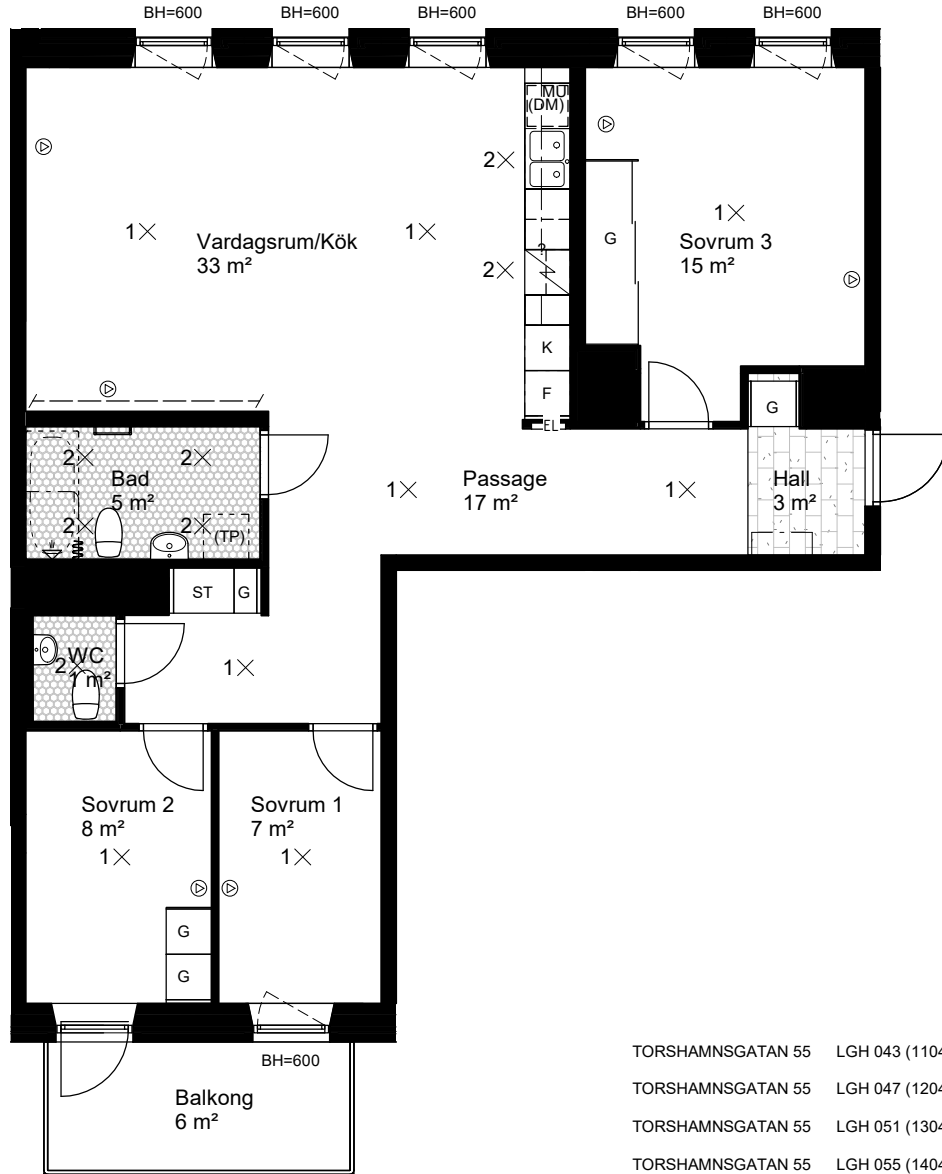 BH=600 BH=600 BH=600 BH=600 BH=600
MU
(DM)
2
1
Vardagsrum/Kök
33 m²
1
2
?
K
F
EL
G
1
Sovrum 3
15 m²
G
2
2
Bad
5 m²
2
2
(TP)
1
Passage
17 m²
1
Hall
3 m²
ST G
WC
2
1 m²
1
Sovrum 2
8 m²
1
Sovrum 1
7 m²
1
G
G
BH=600
Balkong
6 m²
TORSHAMNSGATAN 55 LGH 043 (1104
TORSHAMNSGATAN 55 LGH 047 (1204
TORSHAMNSGATAN 55 LGH 051 (1304
TORSHAMNSGATAN 55 LGH 055 (1404